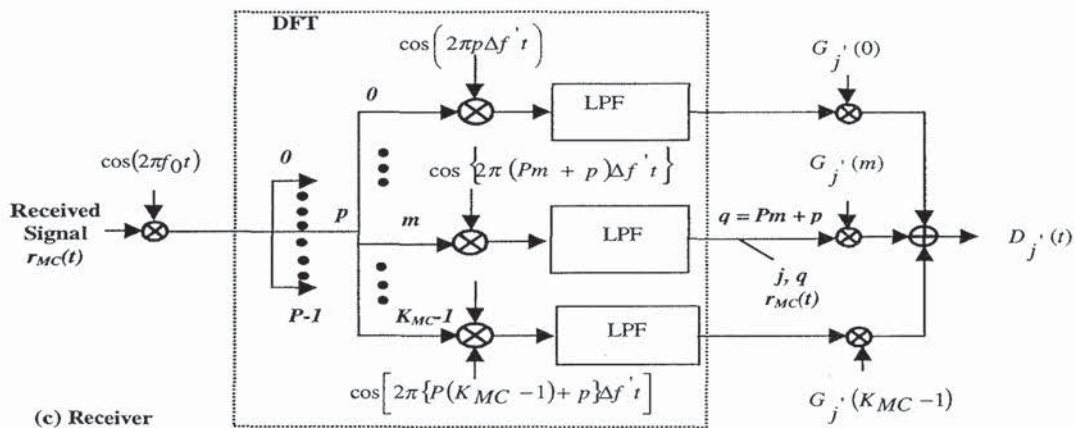 DFT
cos(2πpΔf't)
G_j'(0)
0
LPF
cos(2πf₀t)
0
cos{2π(Pm + p)Δf't}
G_j'(m)
Received
Signal
r_MC(t)
p
m
LPF
q = Pm + p
D_j'(t)
j, q
r_MC(t)
P-1
K_MC-1
LPF
cos[2π{P(K_MC −1)+ p}Δf't]
G_j'(K_MC −1)
(c) Receiver